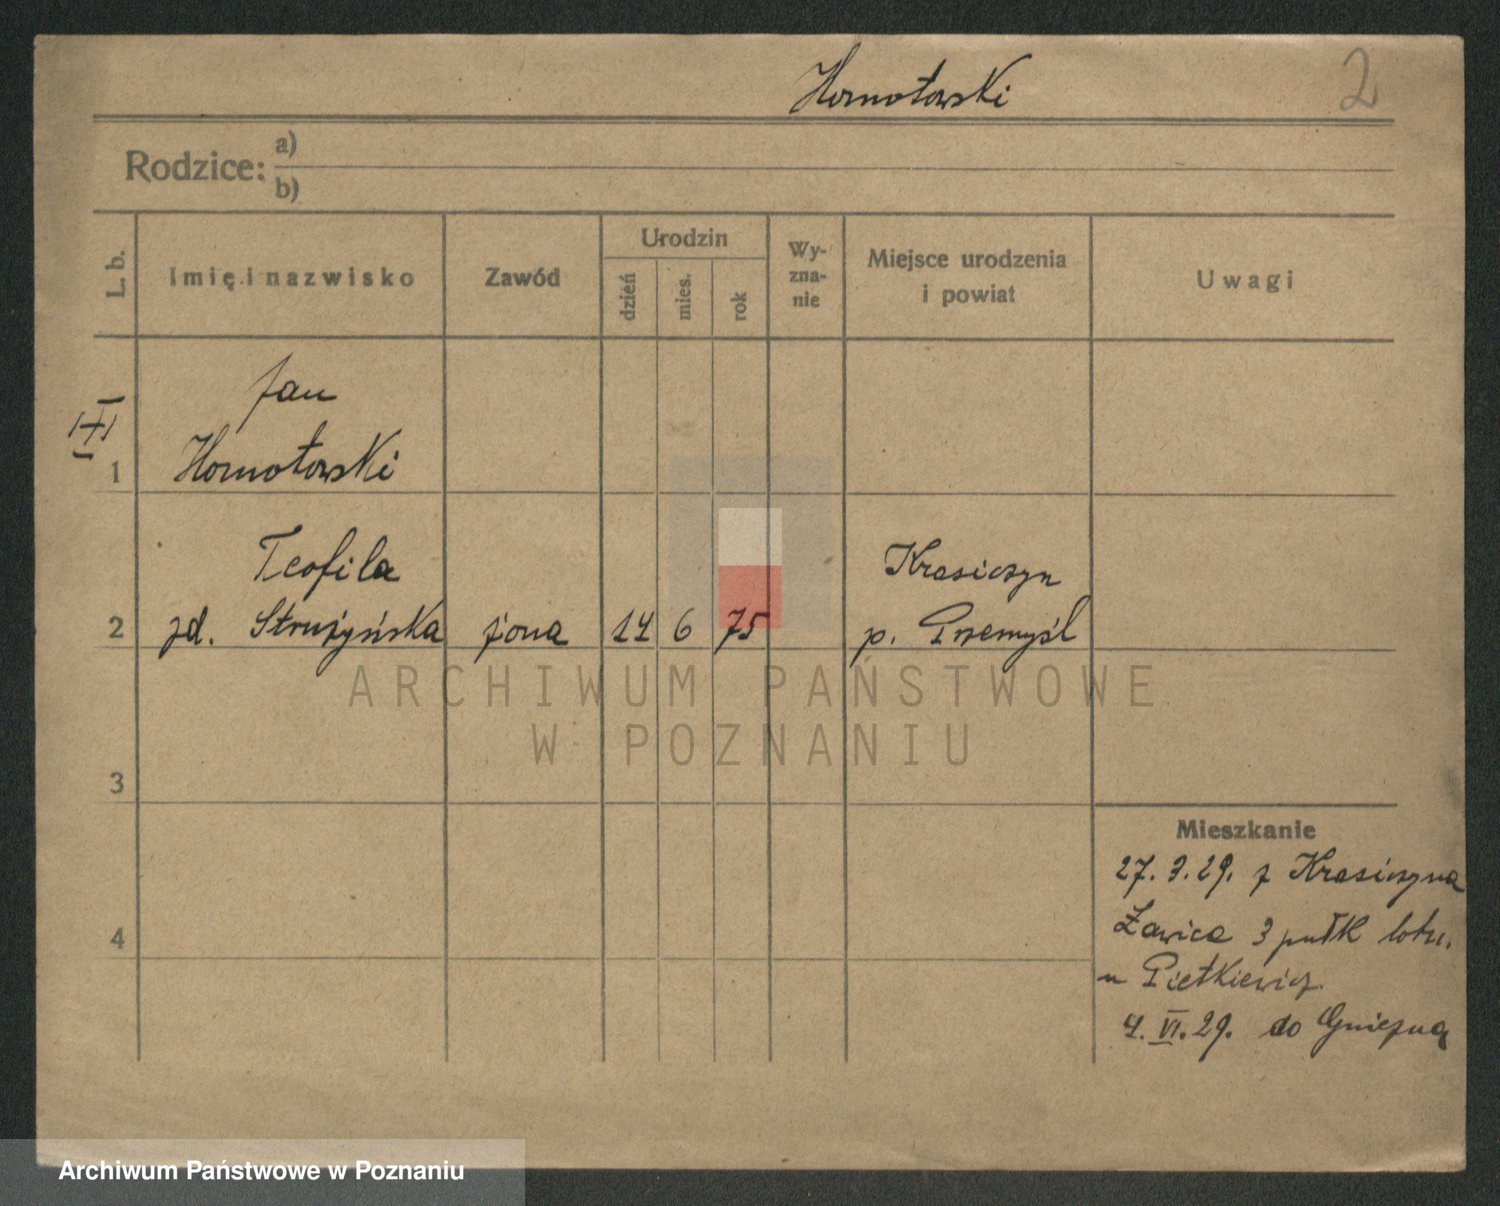 Hornotowski 2
Rodzice: a)
b)
L. b.
Imię i nazwisko
Zawód
Urodzin
dzień
mies.
rok
Wy-
zna-
nie
Miejsce urodzenia
i powiat
Uwagi
Jan
1 Hornotowski
Teofila Krasiczyn
2 zd. Strużyńska żona 14 6 75 p. Przemyśl
ARCHIWUM PAŃSTWOWE
W POZNANIU
3
Mieszkanie
27. 3. 29. z Krasiczyna
4 Ławica 3 pułk lotn.
u Pietkiewicz.
4. VI. 29. do Gniezna
Archiwum Państwowe w Poznaniu